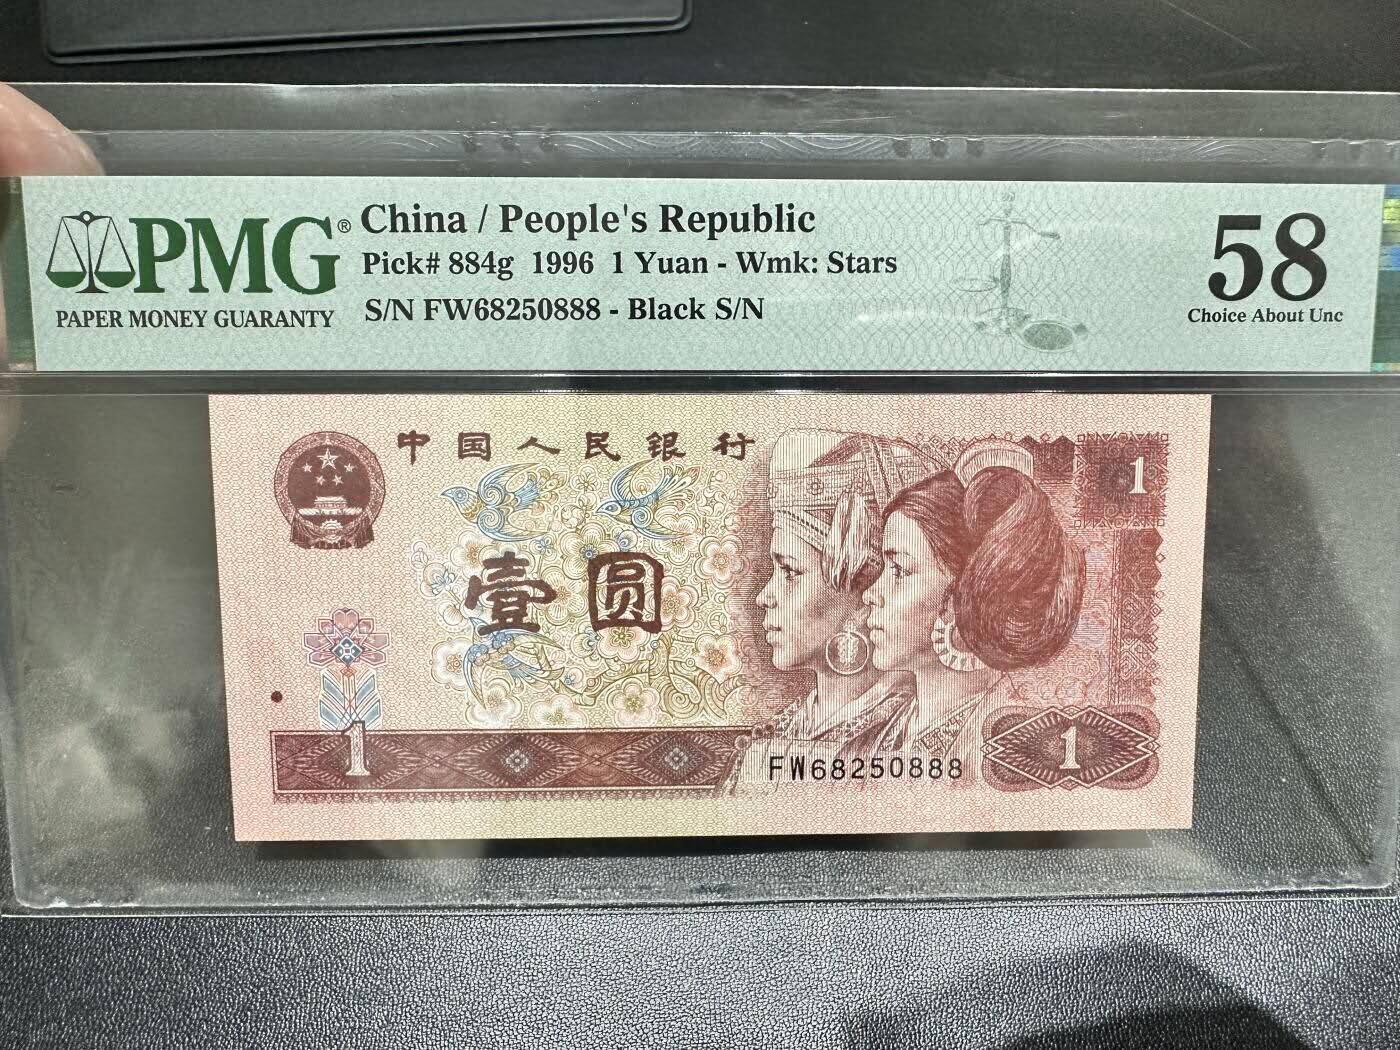 PMG®
PAPER MONEY GUARANTY
China / People's Republic
Pick# 884g 1996 1 Yuan - Wmk: Stars
S/N FW68250888 - Black S/N
58
Choice About Unc
中国人民银行
1
壹圆
1
1
FW68250888